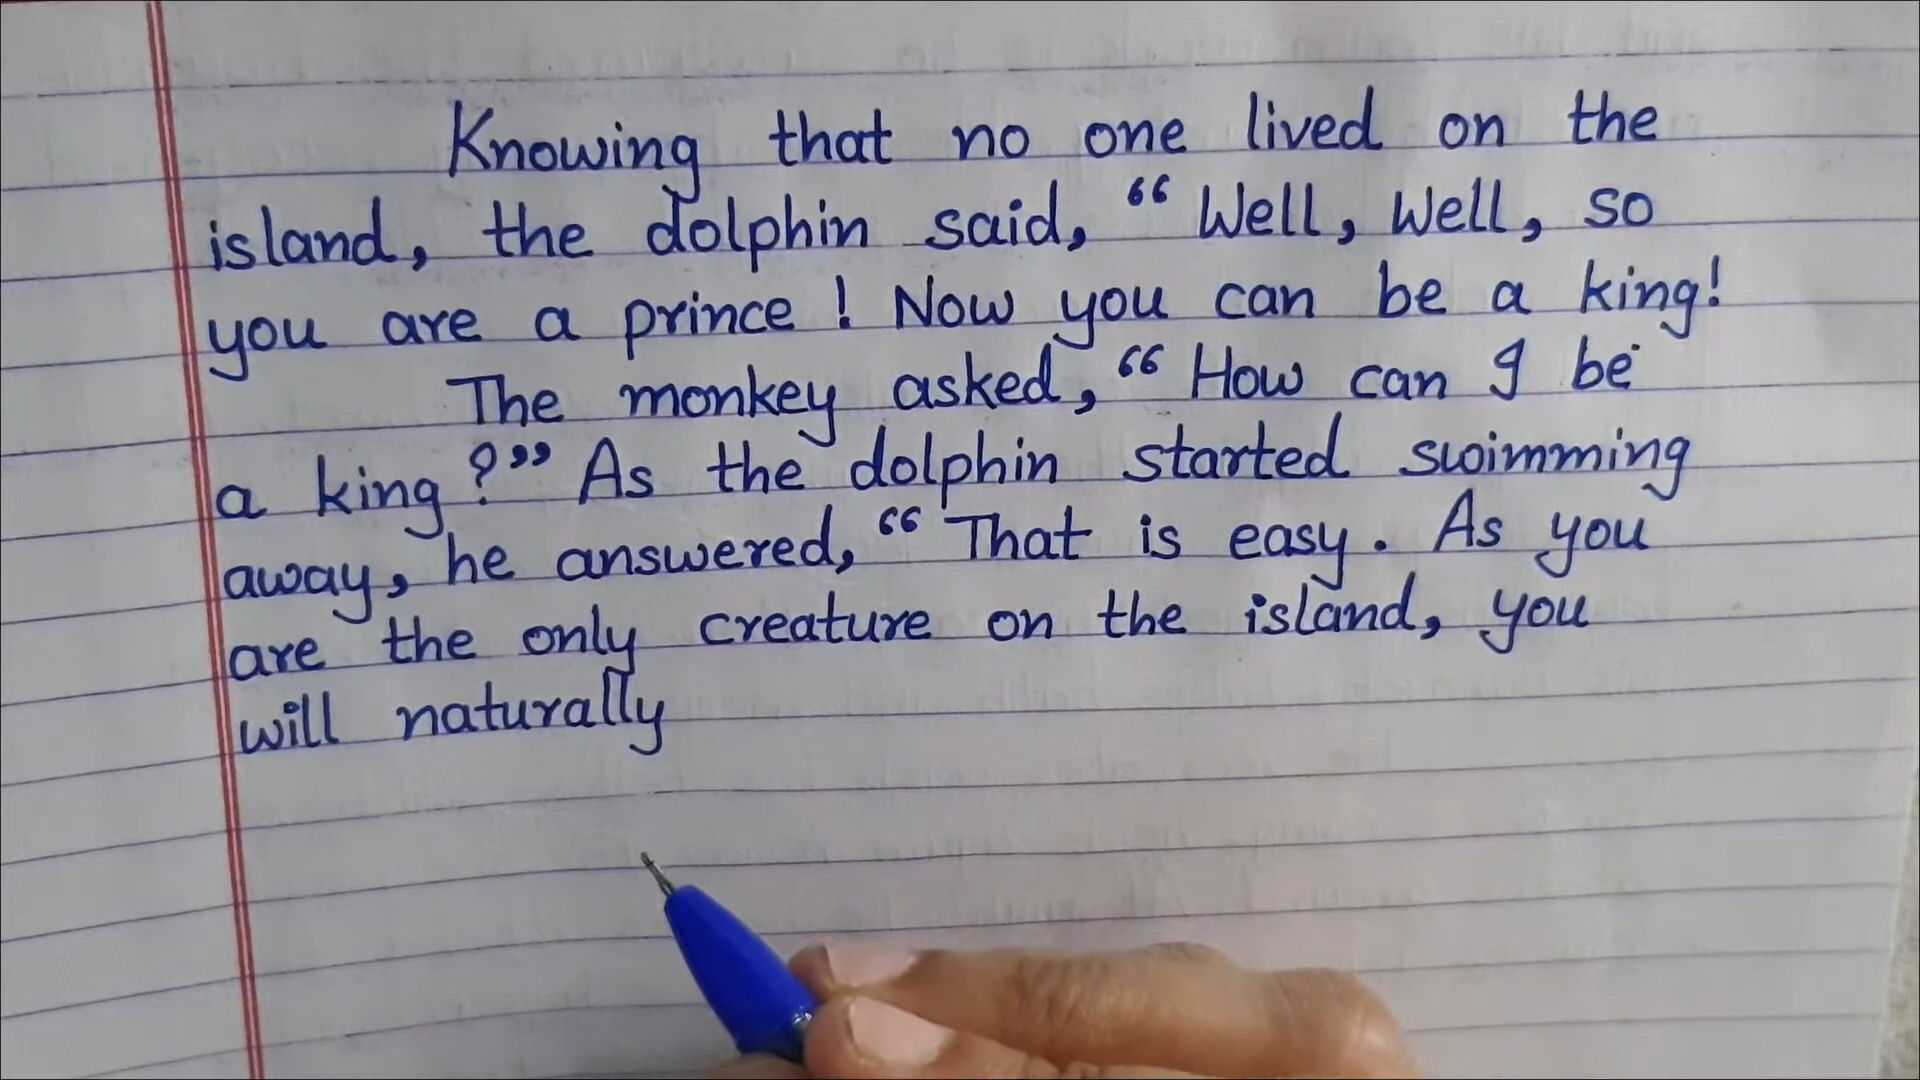 Knowing that no one lived on the
island, the dolphin said, “ Well, Well, so
you are a prince ! Now you can be a king!
The monkey asked, “ How can I be
a king ?” As the dolphin started swimming
away, he answered, “ That is easy. As you
are the only creature on the island, you
will naturally